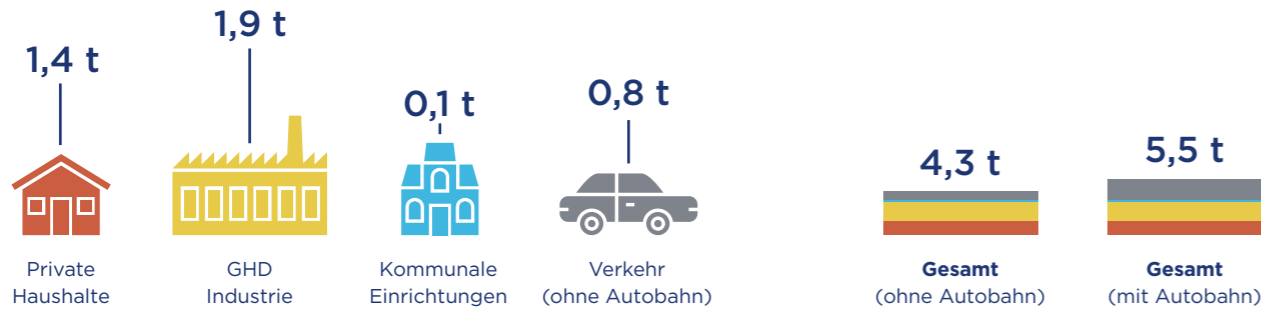 1,4 t
Private
Haushalte
1,9 t
GHD
Industrie
0,1 t
Kommunale
Einrichtungen
0,8 t
Verkehr
(ohne Autobahn)
4,3 t
Gesamt
(ohne Autobahn)
5,5 t
Gesamt
(mit Autobahn)